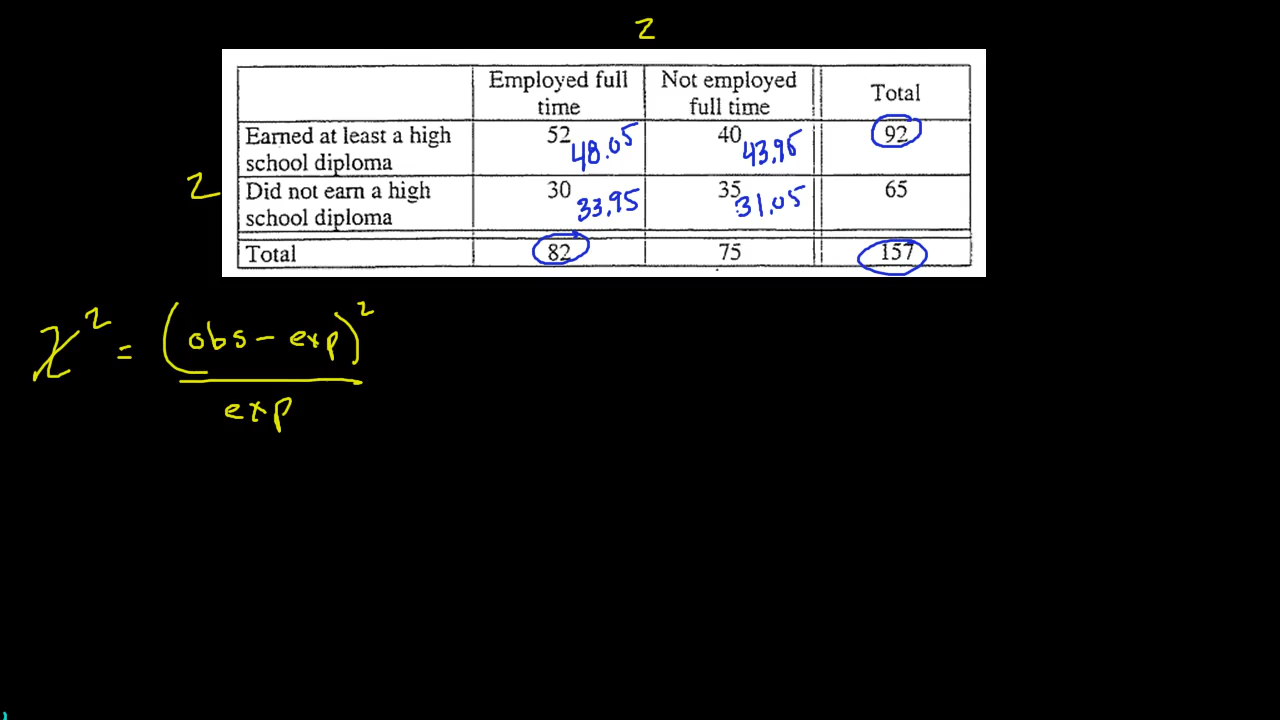 2
Employed full time Not employed full time Total
Earned at least a high school diploma 52 48.05 40 43.95 92
2 Did not earn a high school diploma 30 33.95 35 31.05 65
Total 82 75 157
χ² = (obs − exp)²
exp